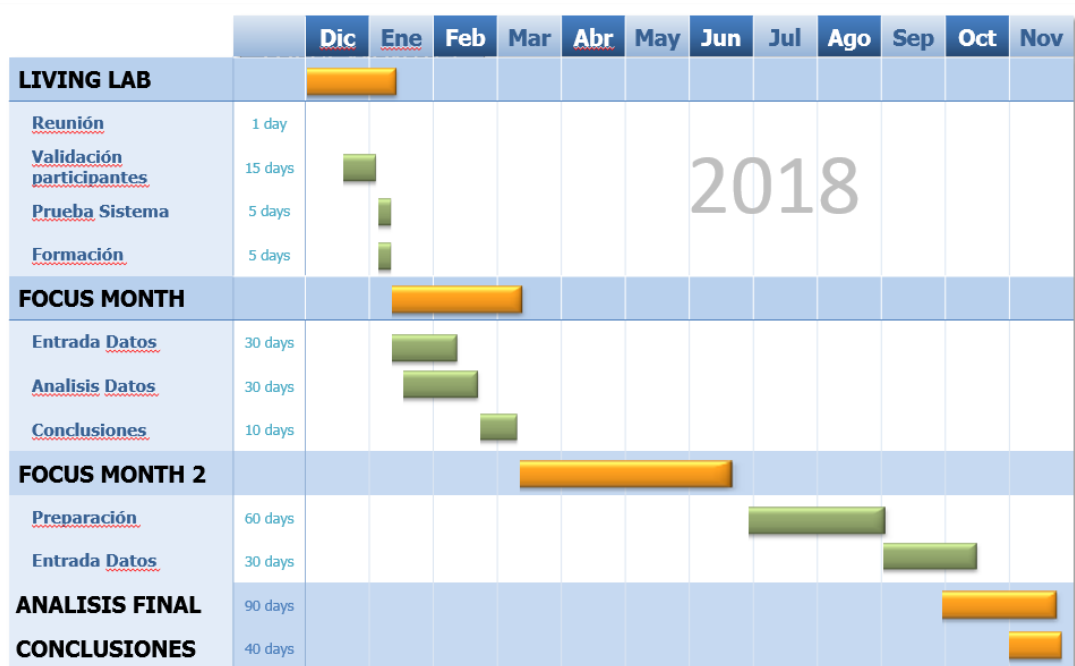 Dic Ene Feb Mar Abr May Jun Jul Ago Sep Oct Nov
LIVING LAB
Reunión 1 day
Validación
participantes 15 days
2018
Prueba Sistema 5 days
Formación 5 days
FOCUS MONTH
Entrada Datos 30 days
Analisis Datos 30 days
Conclusiones 10 days
FOCUS MONTH 2
Preparación 60 days
Entrada Datos 30 days
ANALISIS FINAL 90 days
CONCLUSIONES 40 days